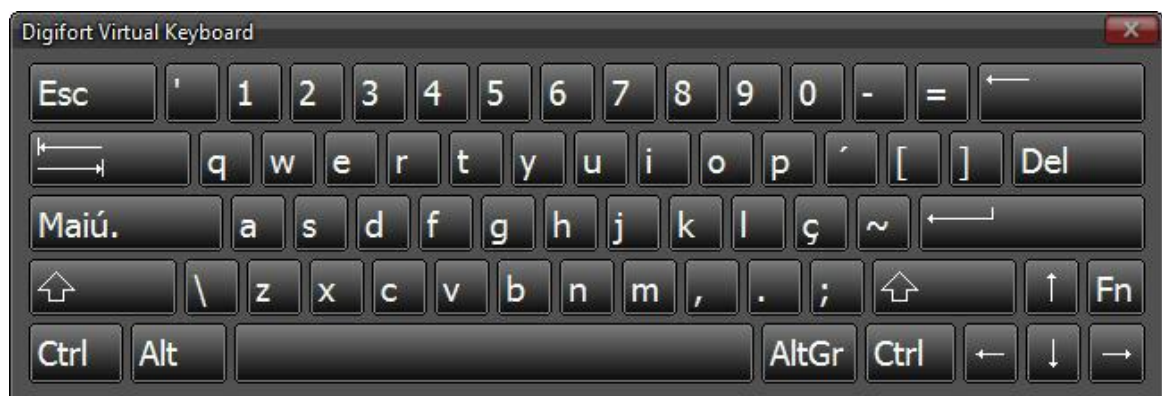 Digifort Virtual Keyboard
Esc ' 1 2 3 4 5 6 7 8 9 0 - =
q w e r t y u i o p ´ [ ] Del
Maiú. a s d f g h j k l ç ~
\ z x c v b n m , . ; Fn
Ctrl Alt AltGr Ctrl